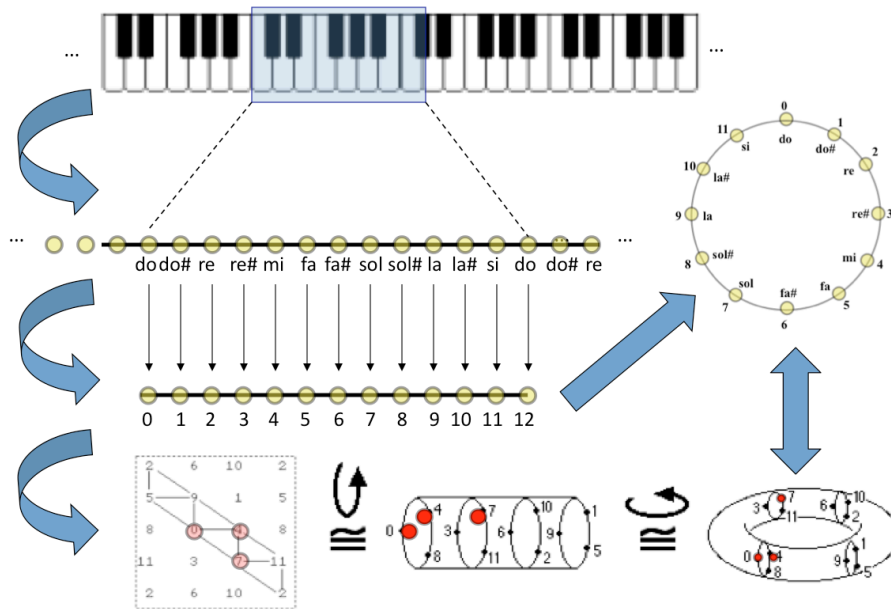 ... ...
0
11 1
si do do#
10 2
la# re
9 la re# 3
... ... ...
do do# re re# mi fa fa# sol sol# la la# si do do# re
sol# mi
8 4
sol fa# fa
7 5
6
0 1 2 3 4 5 6 7 8 9 10 11 12
2 6 10 2
5 9 1 5
8 0 4 8
11 3 7 11
2 6 10 2
≅
4 7 10 1
0 3 6 9
8 11 2 5
≅
7 10
3 6
11 2
0 4 1
9
8 5